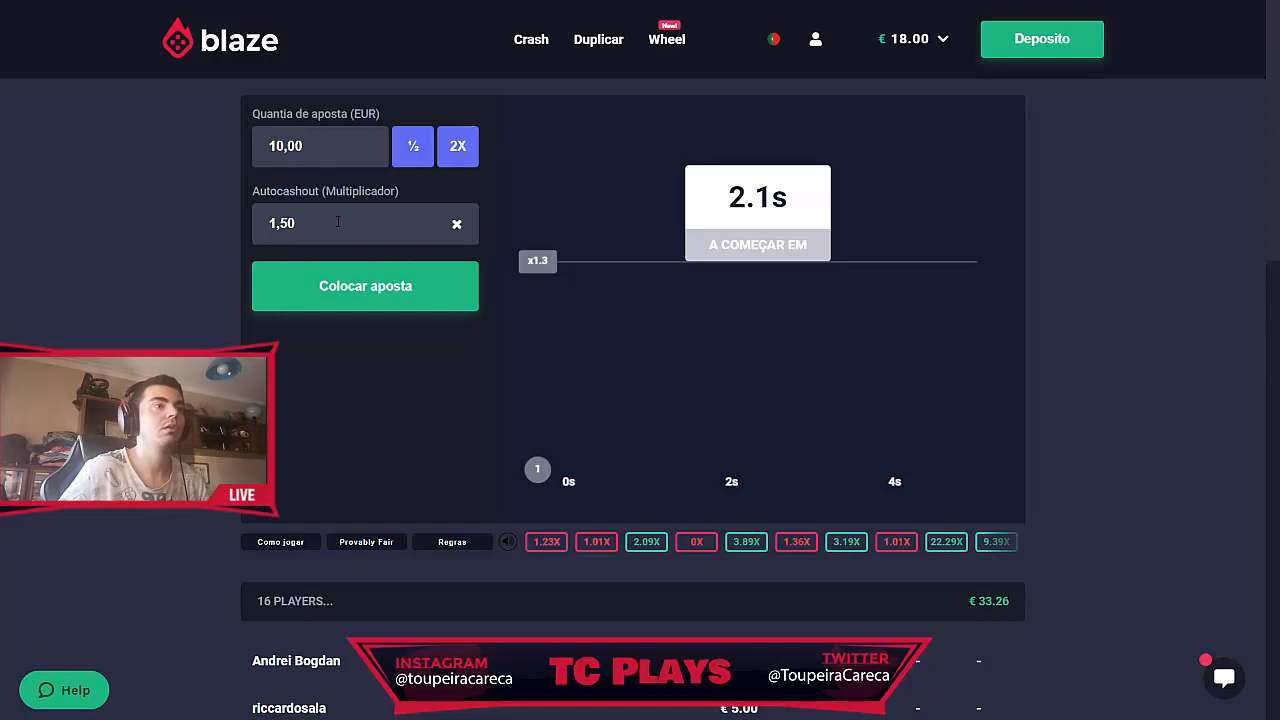 blaze
Crash
Duplicar
New!
Wheel
€ 18.00
Deposito
Quantia de aposta (EUR)
10,00
½
2X
Autocashout (Multiplicador)
1,50
Colocar aposta
2.1s
A COMEÇAR EM
x1.3
1
0s
2s
4s
LIVE
Como jogar
Provably Fair
Regras
1.23X
1.01X
2.09X
0X
3.89X
1.36X
3.19X
1.01X
22.29X
9.39X
16 PLAYERS...
€ 33.26
Andrei Bogdan
- -
INSTAGRAM
@toupeiracareca
TC PLAYS
TWITTER
@ToupeiraCareca
Help
riccardosala
€ 5.00
- -